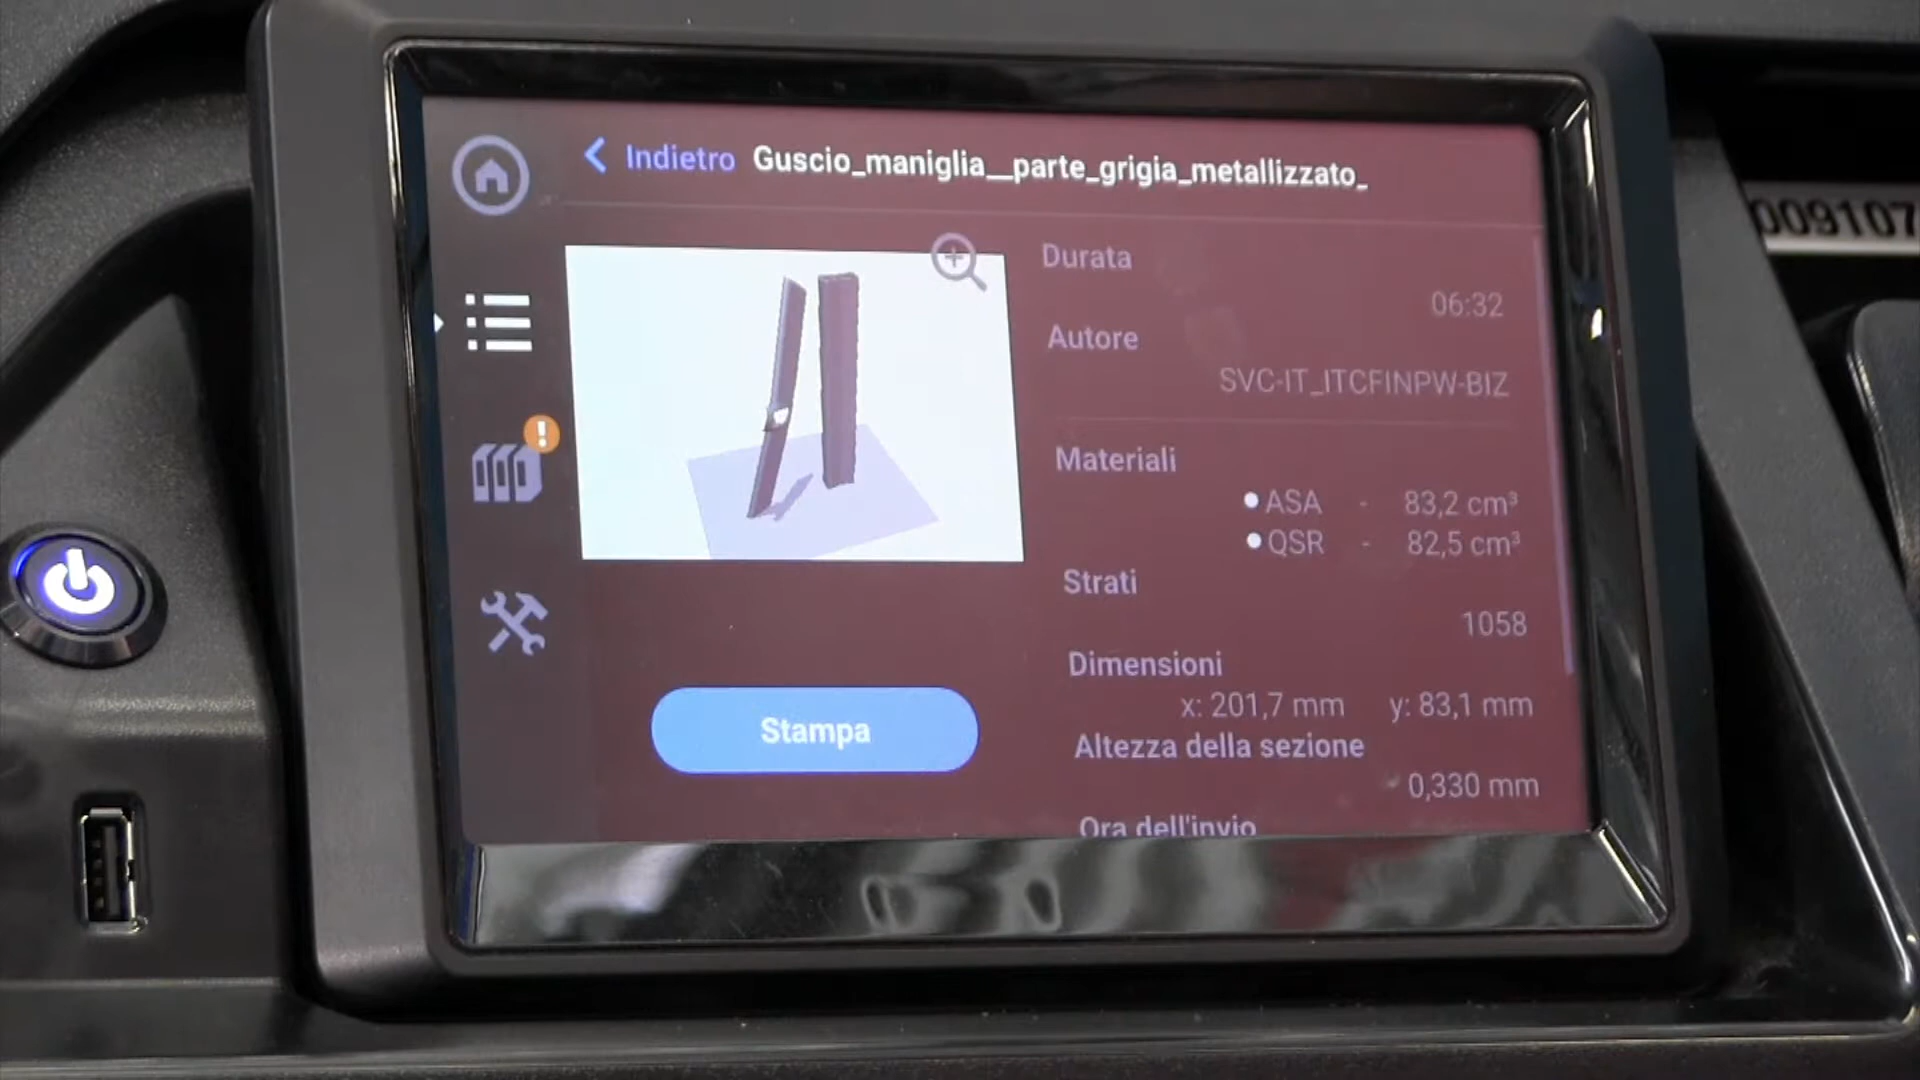 Indietro Guscio_maniglia__parte_grigia_metallizzato_
Durata
06:32
Autore
SVC-IT_ITCFINPW-BIZ
Materiali
ASA - 83,2 cm³
QSR - 82,5 cm³
Strati
1058
Dimensioni
x: 201,7 mm y: 83,1 mm
Altezza della sezione
0,330 mm
Ora dell'invio
Stampa
009107